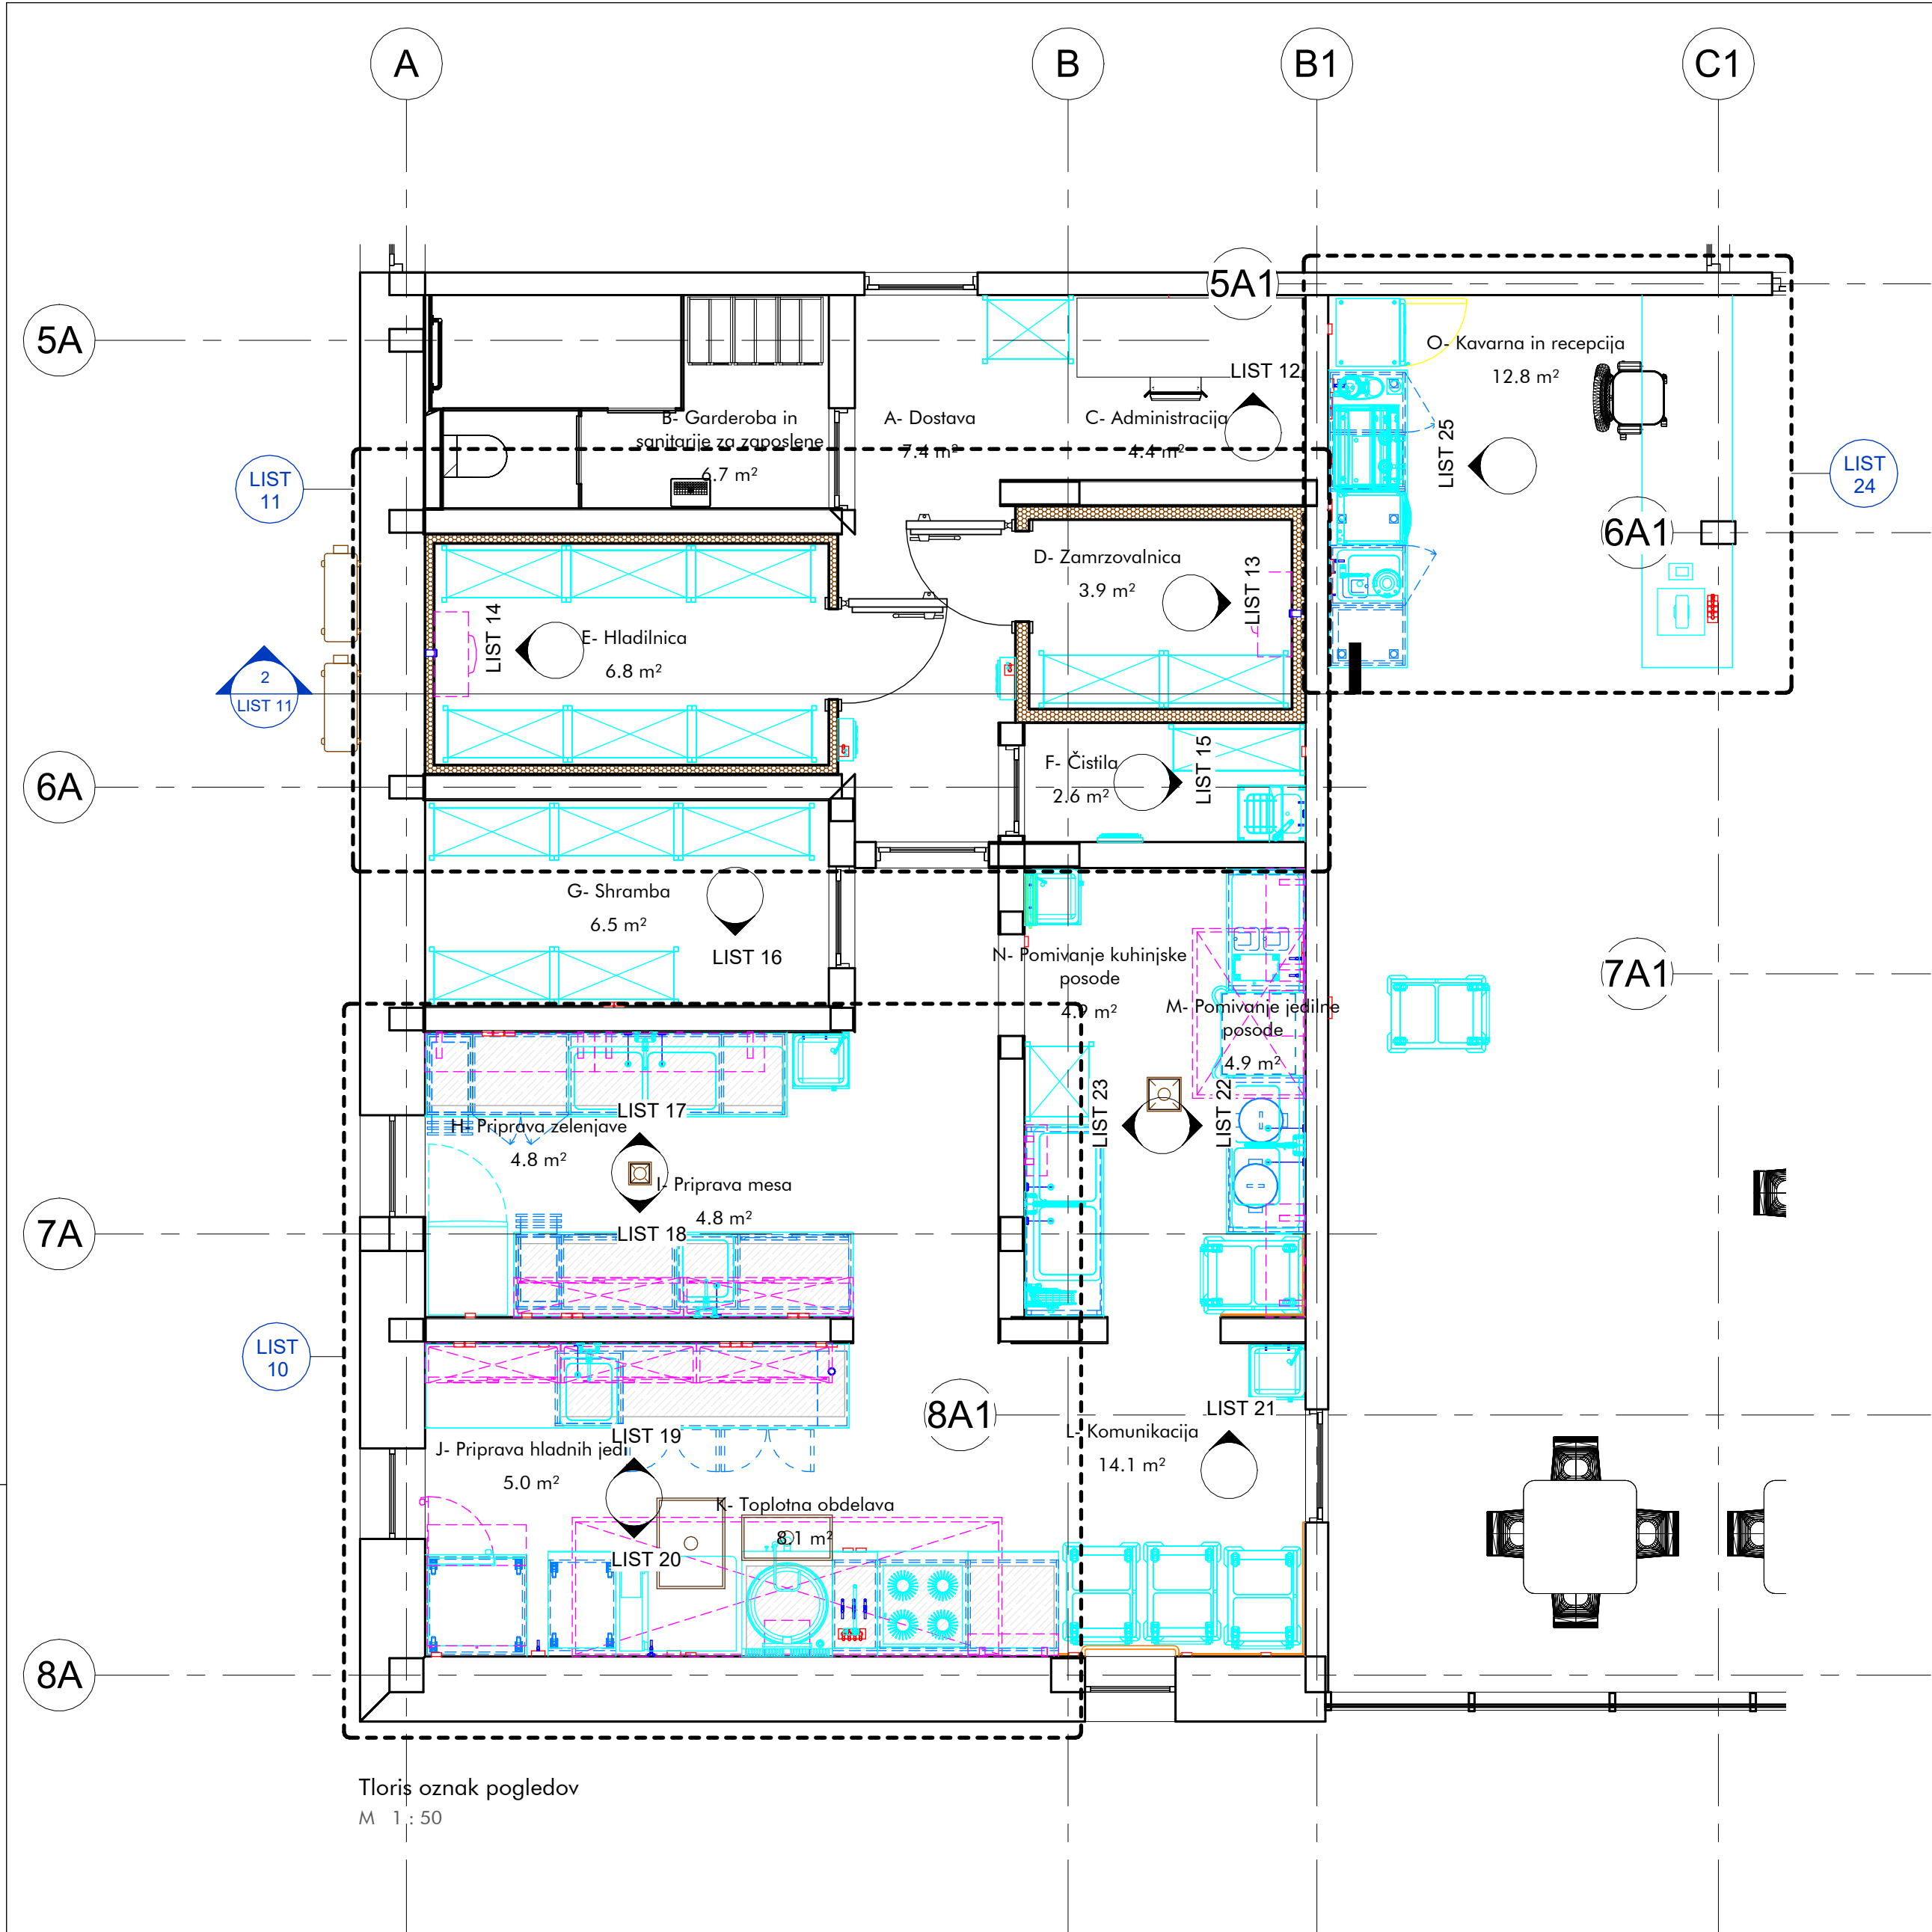 A
B
B1
C1
5A1
5A
O- Kavarna in recepcija
12.8 m²
LIST 12
B- Garderoba in
sanitarije za zaposlene
6.7 m²
A- Dostava
7.4 m²
C- Administracija
4.4 m²
LIST 25
LIST
11
LIST
24
6A1
D- Zamrzovalnica
3.9 m²
LIST 13
LIST 14
E- Hladilnica
6.8 m²
2
LIST 11
F- Čistila
2.6 m²
LIST 15
6A
G- Shramba
6.5 m²
LIST 16
N- Pomivanje kuhinjske
posode
4.9 m²
7A1
M- Pomivanje jedilne
posode
4.9 m²
LIST 17
H- Priprava zelenjave
4.8 m²
LIST 23
LIST 22
I- Priprava mesa
4.8 m²
7A
LIST 18
LIST
10
8A1
LIST 21
L- Komunikacija
14.1 m²
LIST 19
J- Priprava hladnih jedi
5.0 m²
K- Toplotna obdelava
8.1 m²
LIST 20
8A
Tloris oznak pogledov
M 1 : 50